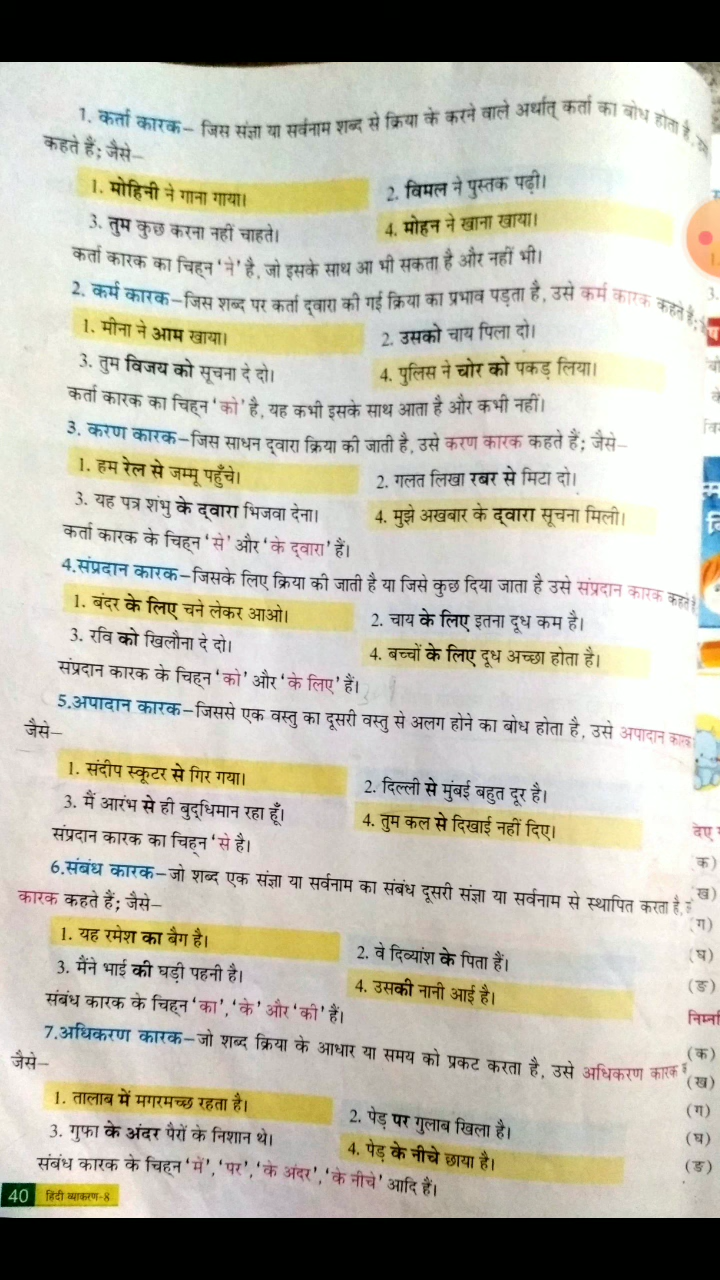 1. कर्ता कारक– जिस संज्ञा या सर्वनाम शब्द से क्रिया के करने वाले अर्थात् कर्ता का बोध होता है,
कहते हैं; जैसे–
1. मोहिनी ने गाना गाया।
2. विमल ने पुस्तक पढ़ी।
3. तुम कुछ करना नहीं चाहते।
4. मोहन ने खाना खाया।
कर्ता कारक का चिह्न 'ने' है, जो इसके साथ आ भी सकता है और नहीं भी।
2. कर्म कारक–जिस शब्द पर कर्ता द्वारा की गई क्रिया का प्रभाव पड़ता है, उसे कर्म कारक कहते हैं;
1. मीना ने आम खाया।
2. उसको चाय पिला दो।
3. तुम विजय को सूचना दे दो।
4. पुलिस ने चोर को पकड़ लिया।
कर्ता कारक का चिह्न 'को' है, यह कभी इसके साथ आता है और कभी नहीं।
3. करण कारक–जिस साधन द्वारा क्रिया की जाती है, उसे करण कारक कहते हैं; जैसे–
1. हम रेल से जम्मू पहुँचे।
2. गलत लिखा रबर से मिटा दो।
3. यह पत्र शंभु के द्वारा भिजवा देना।
4. मुझे अखबार के द्वारा सूचना मिली।
कर्ता कारक के चिह्न 'से' और 'के द्वारा' हैं।
4.संप्रदान कारक–जिसके लिए क्रिया की जाती है या जिसे कुछ दिया जाता है उसे संप्रदान कारक कहते
1. बंदर के लिए चने लेकर आओ।
2. चाय के लिए इतना दूध कम है।
3. रवि को खिलौना दे दो।
4. बच्चों के लिए दूध अच्छा होता है।
संप्रदान कारक के चिह्न 'को' और 'के लिए' हैं।
5.अपादान कारक–जिससे एक वस्तु का दूसरी वस्तु से अलग होने का बोध होता है, उसे अपादान कारक
जैसे–
1. संदीप स्कूटर से गिर गया।
2. दिल्ली से मुंबई बहुत दूर है।
3. मैं आरंभ से ही बुद्धिमान रहा हूँ।
4. तुम कल से दिखाई नहीं दिए।
संप्रदान कारक का चिह्न 'से है।
6.संबंध कारक–जो शब्द एक संज्ञा या सर्वनाम का संबंध दूसरी संज्ञा या सर्वनाम से स्थापित करता है,
कारक कहते हैं; जैसे–
1. यह रमेश का बैग है।
2. वे दिव्यांश के पिता हैं।
3. मैंने भाई की घड़ी पहनी है।
4. उसकी नानी आई है।
संबंध कारक के चिह्न 'का', 'के' और 'की' हैं।
7.अधिकरण कारक–जो शब्द क्रिया के आधार या समय को प्रकट करता है, उसे अधिकरण कारक
जैसे–
1. तालाब में मगरमच्छ रहता है।
2. पेड़ पर गुलाब खिला है।
3. गुफा के अंदर पैरों के निशान थे।
4. पेड़ के नीचे छाया है।
संबंध कारक के चिह्न 'में', 'पर', 'के अंदर', 'के नीचे' आदि हैं।
40 हिंदी व्याकरण-8
1.
3.
(क)
(ख)
(ग)
(घ)
(ङ)
(क)
(ख)
(ग)
(घ)
(ङ)